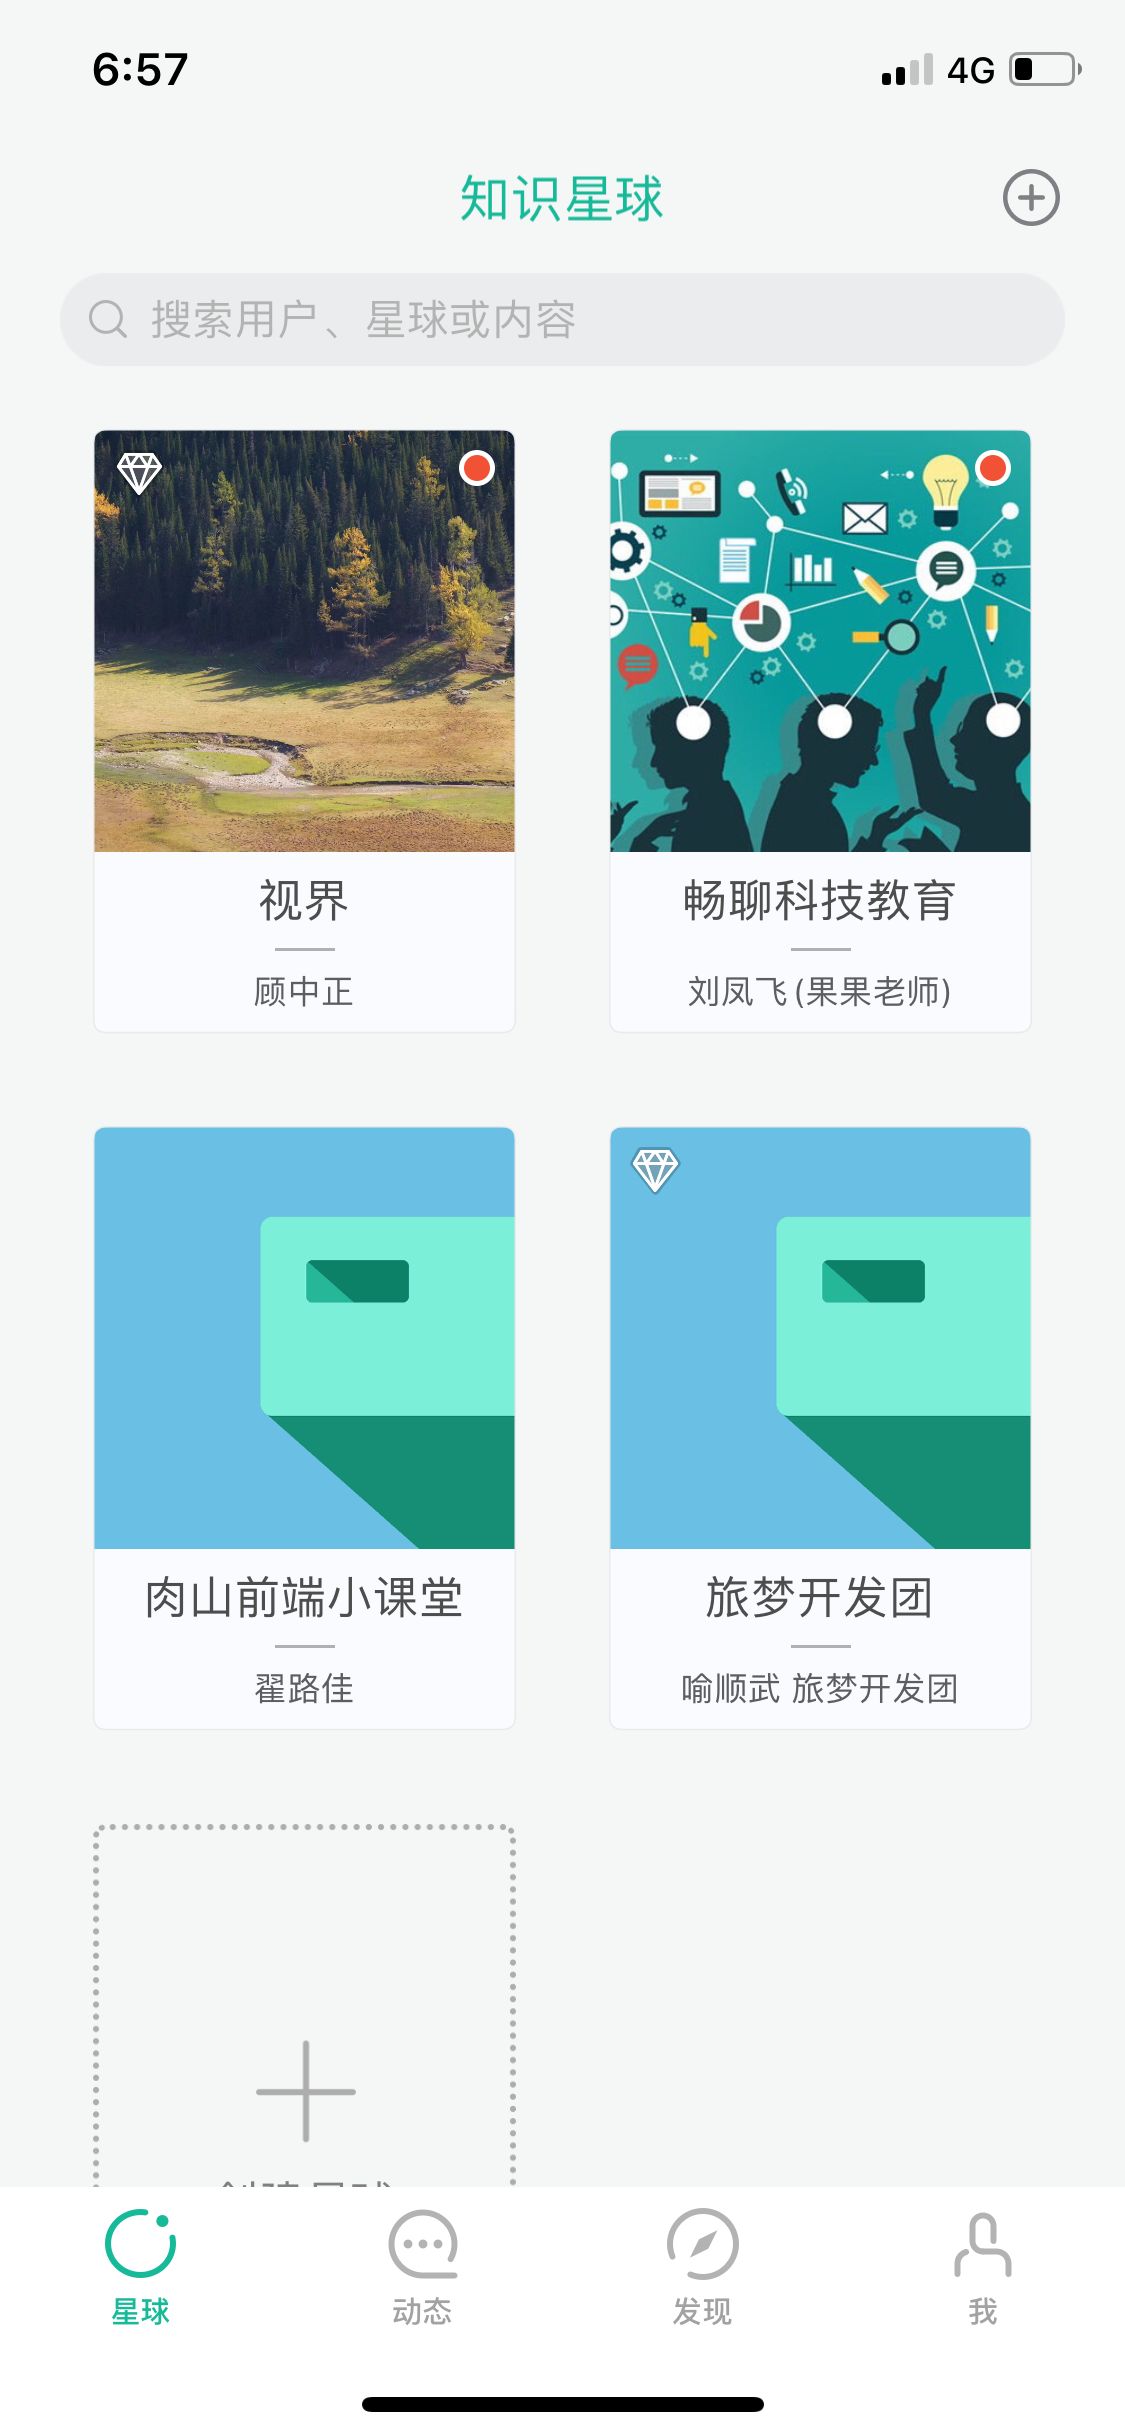 6:57
4G
知识星球
搜索用户、星球或内容
视界
顾中正
畅聊科技教育
刘凤飞(果果老师)
肉山前端小课堂
翟路佳
旅梦开发团
喻顺武 旅梦开发团
星球
动态
发现
我